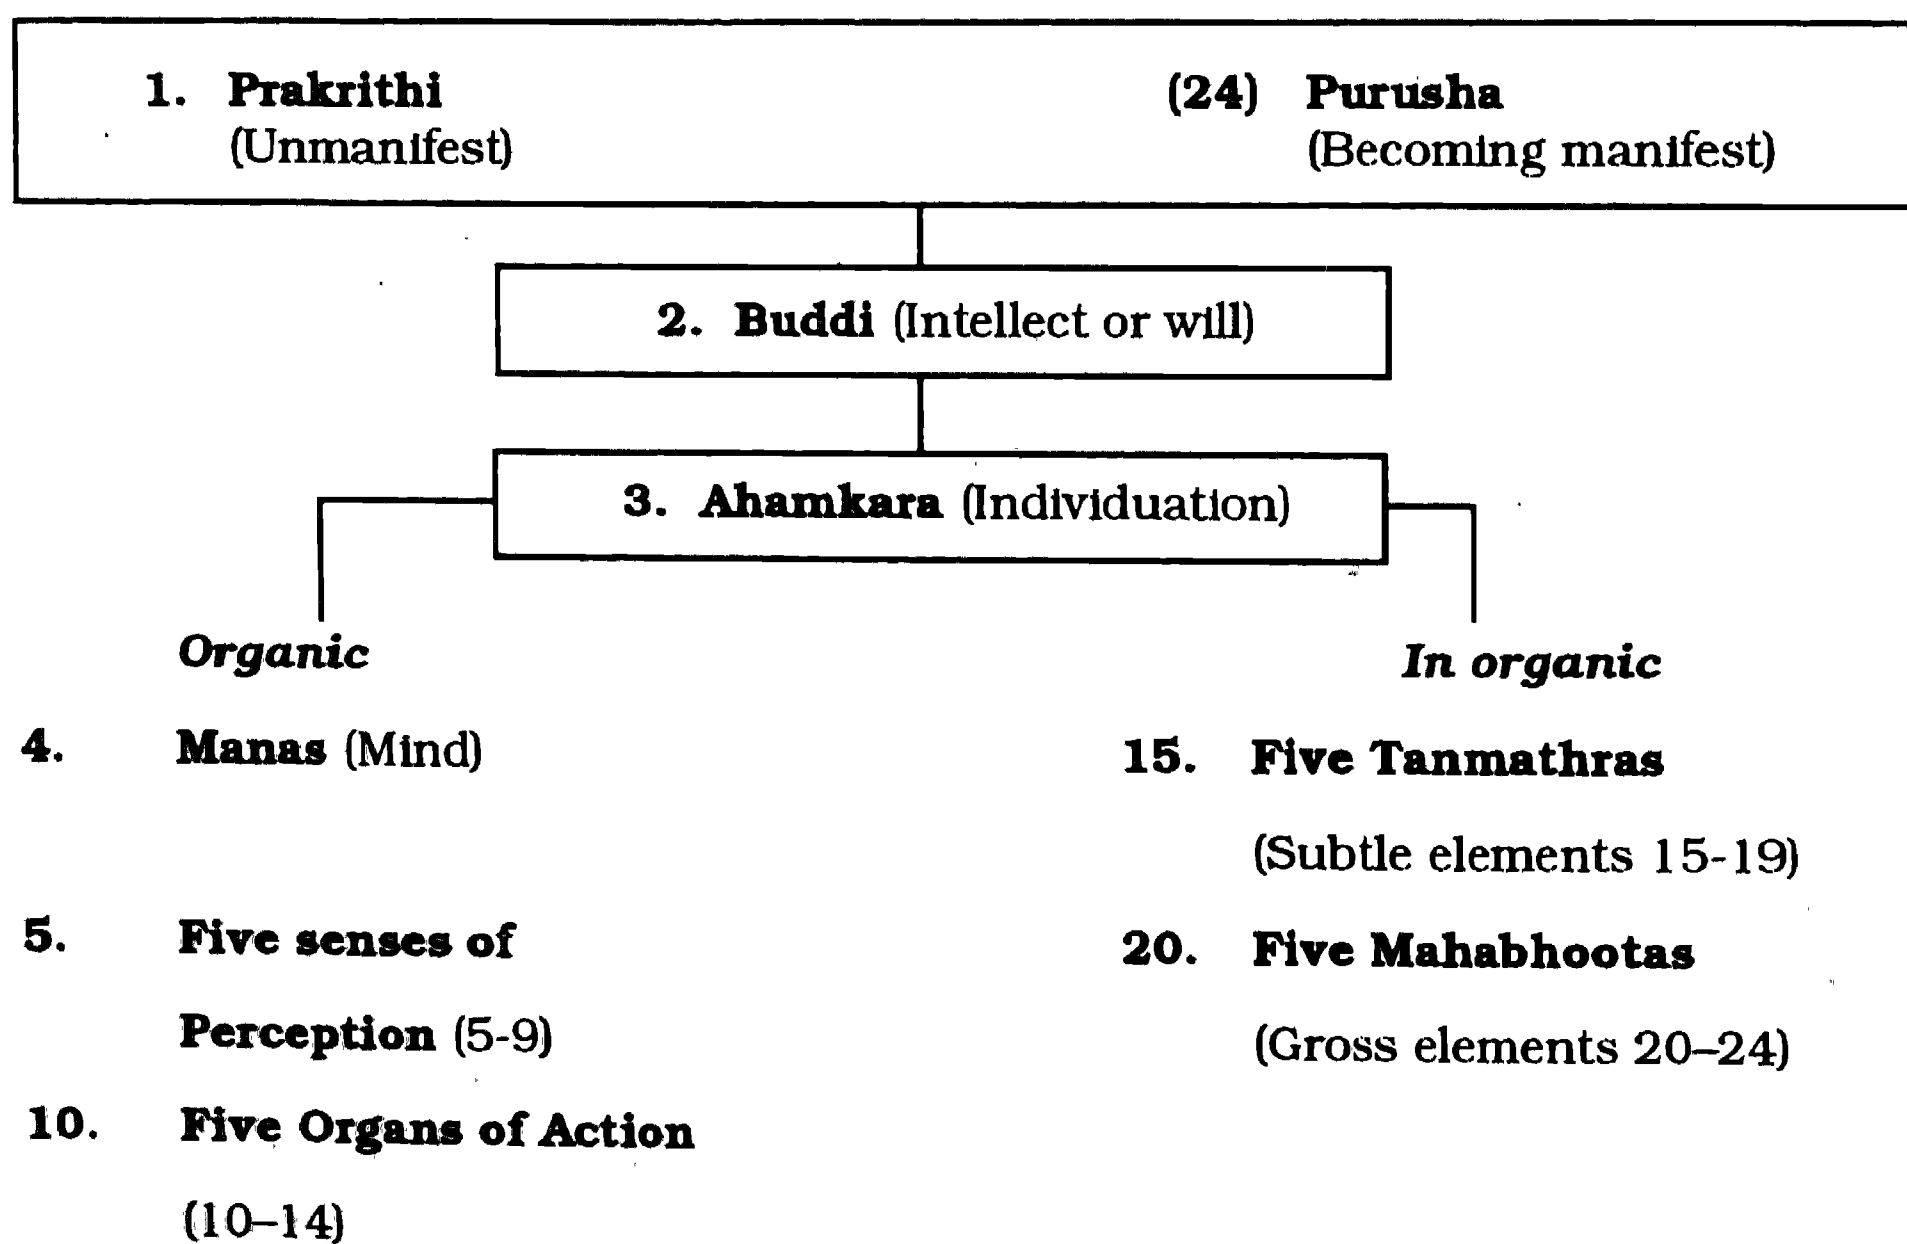 1. Prakrithi (24) Purusha
(Unmanifest) (Becoming manifest)
2. Buddi (Intellect or will)
3. Ahamkara (Individuation)
Organic
In organic
4. Manas (Mind)
15. Five Tanmathras
(Subtle elements 15-19)
5. Five senses of
Perception (5-9)
20. Five Mahabhootas
(Gross elements 20–24)
10. Five Organs of Action
(10–14)